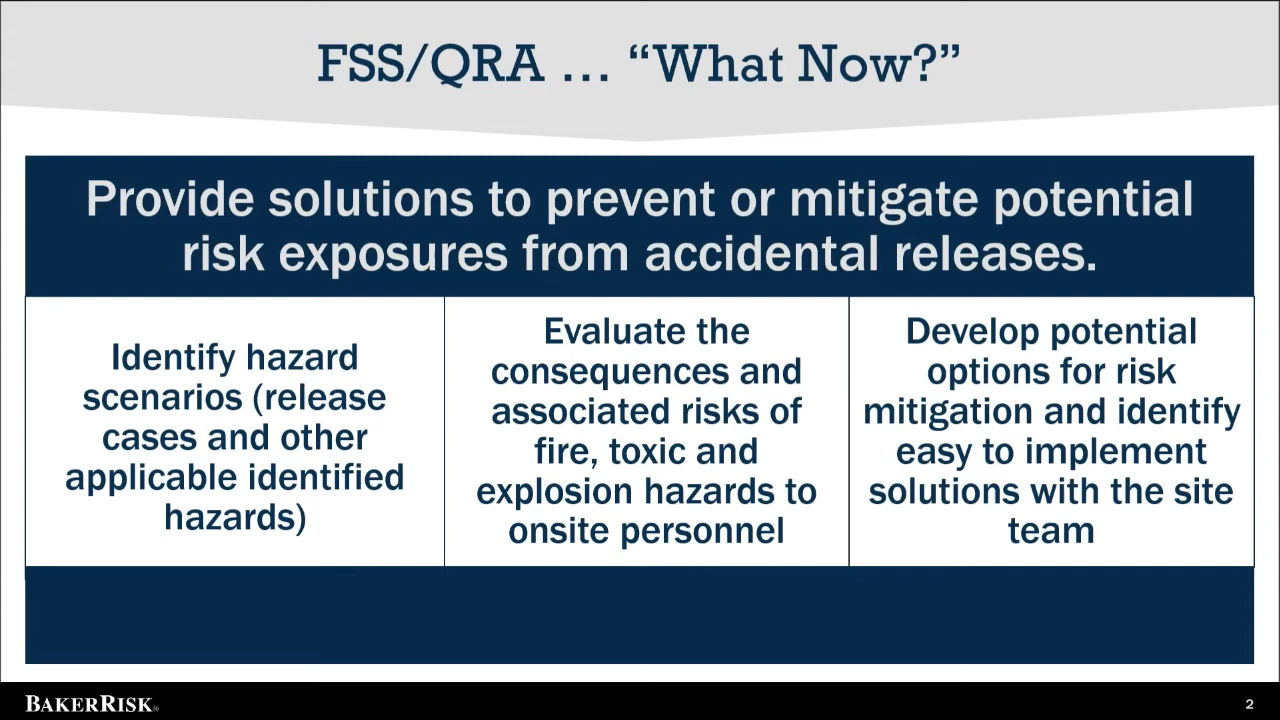 FSS/QRA … “What Now?”
Provide solutions to prevent or mitigate potential
risk exposures from accidental releases.
Identify hazard
scenarios (release
cases and other
applicable identified
hazards)
Evaluate the
consequences and
associated risks of
fire, toxic and
explosion hazards to
onsite personnel
Develop potential
options for risk
mitigation and identify
easy to implement
solutions with the site
team
BAKERRISK®
2